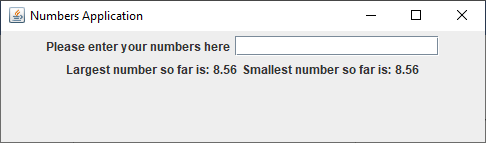 Numbers Application
Please enter your numbers here
Largest number so far is: 8.56 Smallest number so far is: 8.56